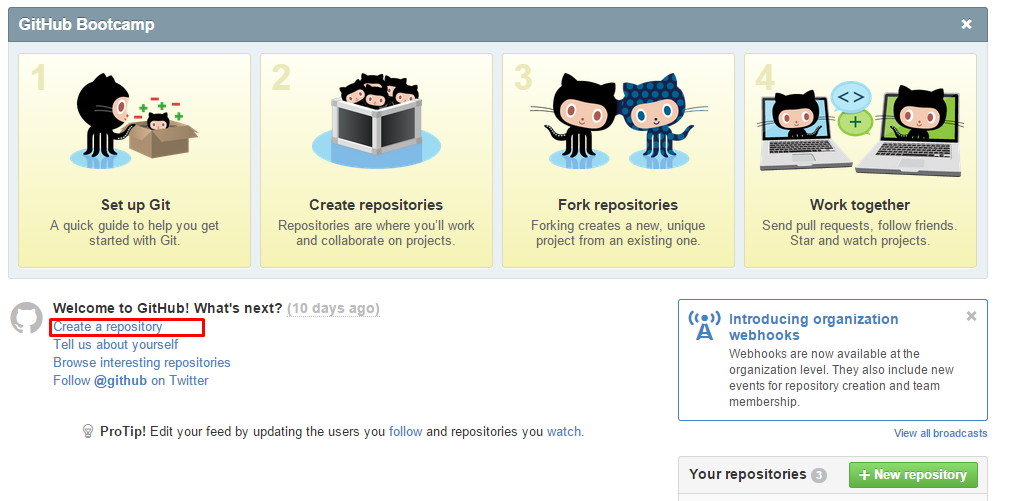 GitHub Bootcamp
1
Set up Git
A quick guide to help you get
started with Git.
2
Create repositories
Repositories are where you'll work
and collaborate on projects.
3
Fork repositories
Forking creates a new, unique
project from an existing one.
4
<>
+
Work together
Send pull requests, follow friends.
Star and watch projects.
Welcome to GitHub! What's next? (10 days ago)
Create a repository
Tell us about yourself
Browse interesting repositories
Follow @github on Twitter
ProTip! Edit your feed by updating the users you follow and repositories you watch.
Introducing organization
webhooks
Webhooks are now available at the
organization level. They also include new
events for repository creation and team
membership.
View all broadcasts
Your repositories 3
+ New repository